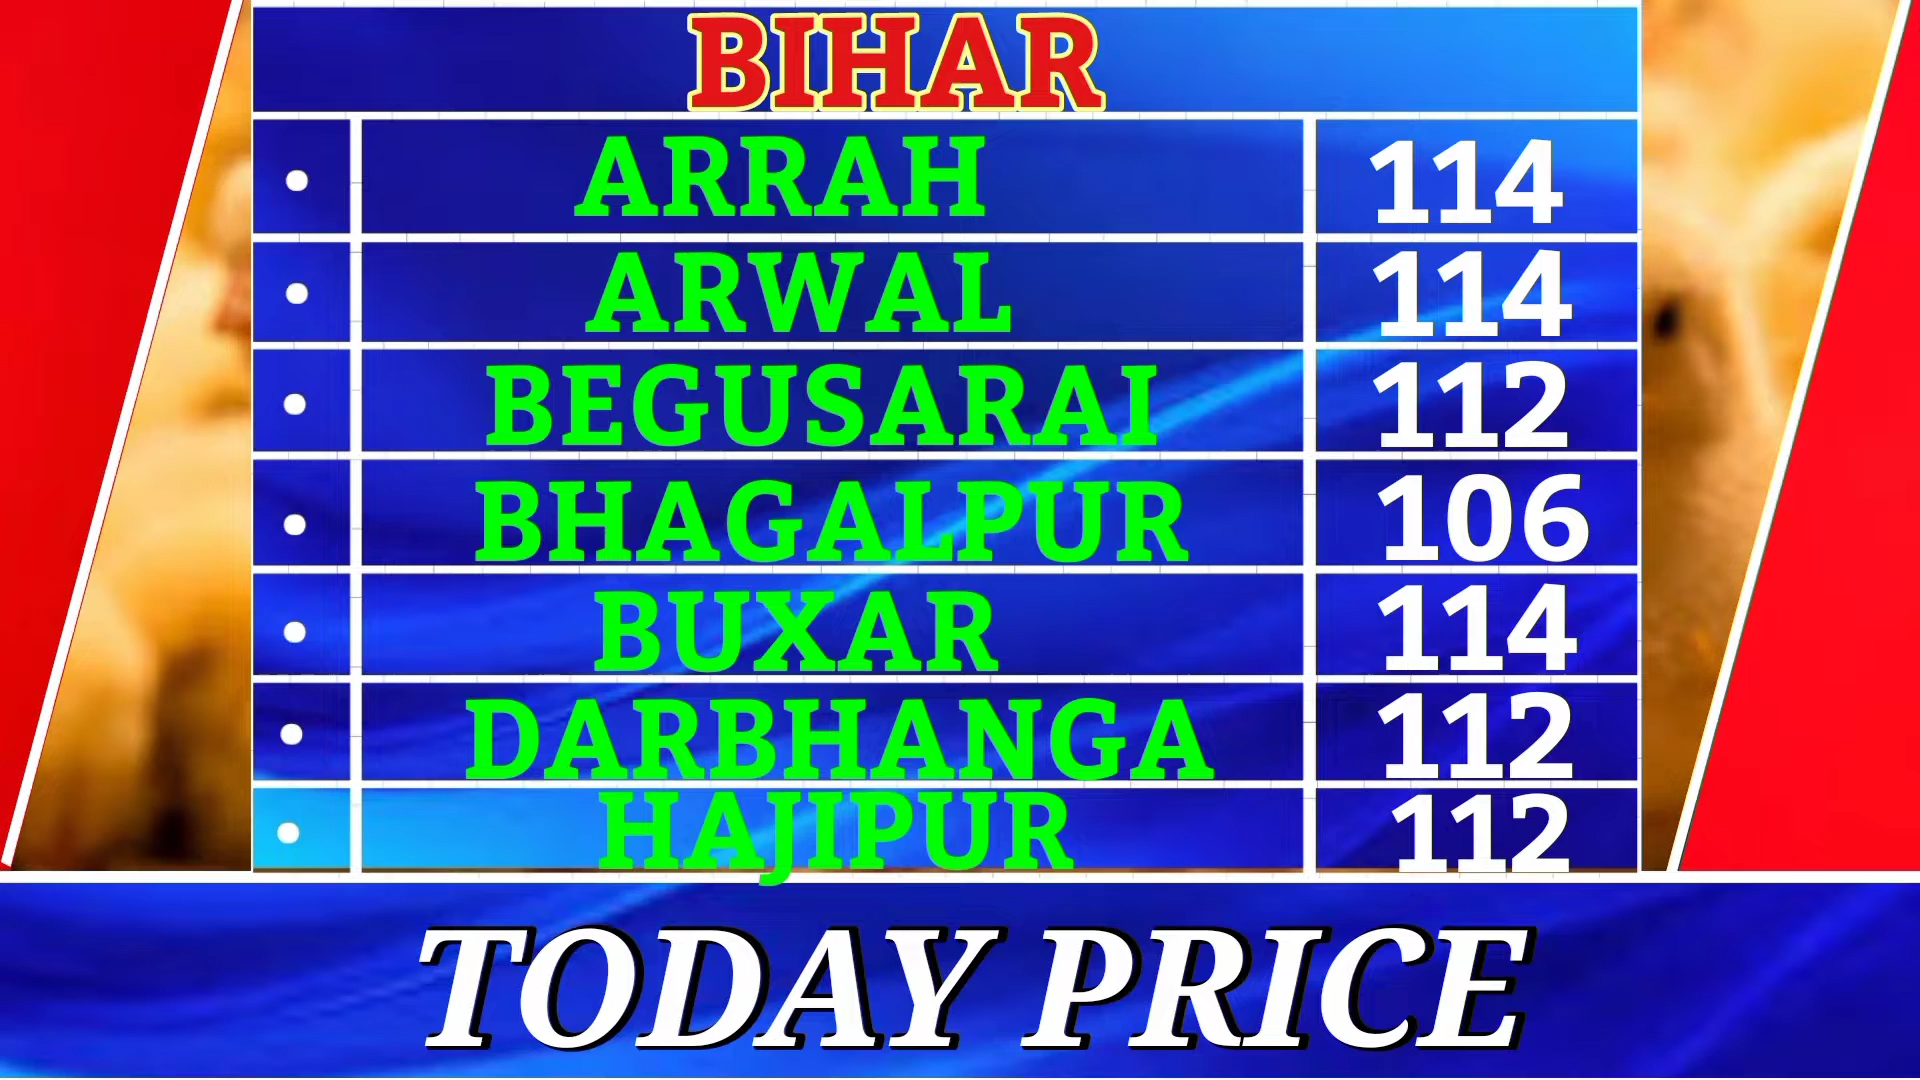 BIHAR
ARRAH 114
ARWAL 114
BEGUSARAI 112
BHAGALPUR 106
BUXAR 114
DARBHANGA 112
HAJIPUR 112
TODAY PRICE